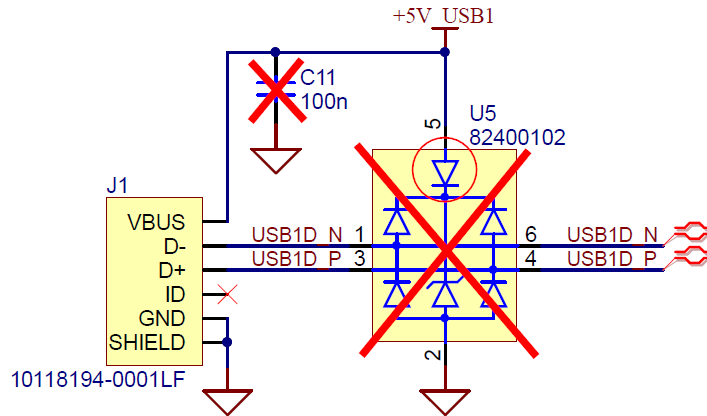 +5V_USB1
C11
100n
U5
82400102
5
J1
VBUS
D-
D+
ID
GND
SHIELD
USB1D_N
1
6
USB1D_N
USB1D_P
3
4
USB1D_P
2
10118194-0001LF